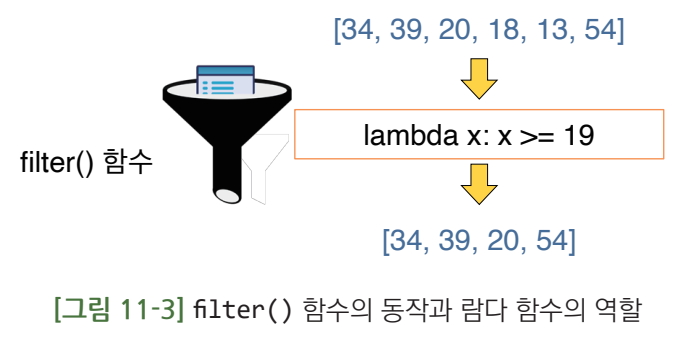 [34, 39, 20, 18, 13, 54]
lambda x: x >= 19
filter() 함수
[34, 39, 20, 54]
[그림 11-3] filter() 함수의 동작과 람다 함수의 역할